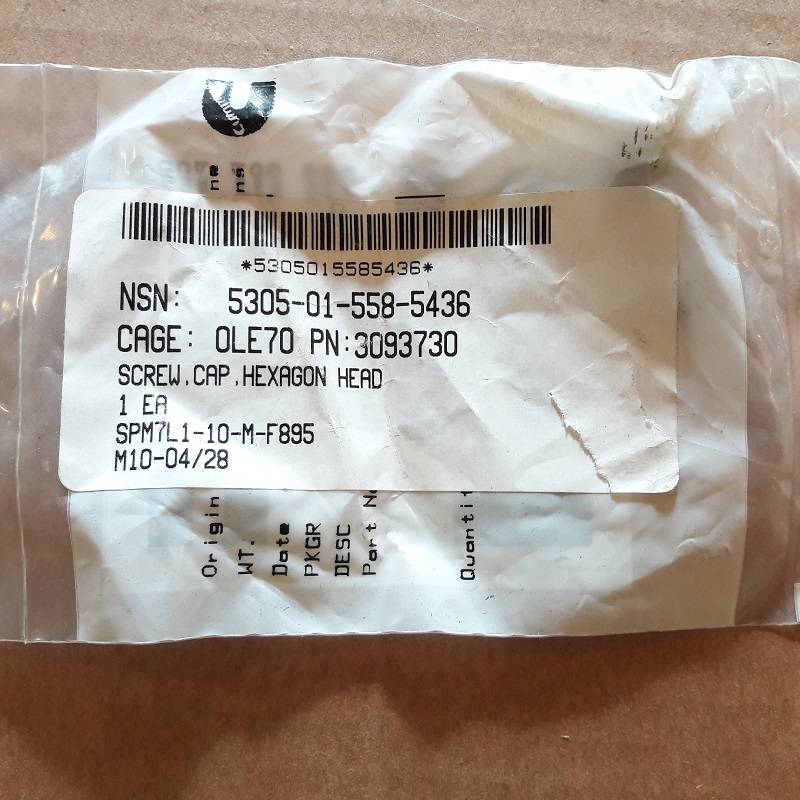 Cummins
*5305015585436*
NSN: 5305-01-558-5436
CAGE: 0LE70 PN:3093730
SCREW,CAP,HEXAGON HEAD
1 EA
SPM7L1-10-M-F895
M10-04/28
Origin
WT.
Date
PKGR
DESC
Part